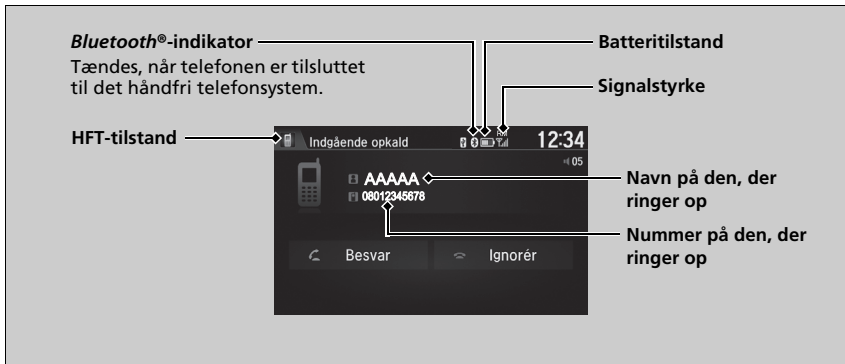 Bluetooth®-indikator
Tændes, når telefonen er tilsluttet
til det håndfri telefonsystem.
HFT-tilstand
Batteritilstand
Signalstyrke
Indgående opkald
12:34
05
AAAAA
08012345678
Besvar
Ignorér
Navn på den, der
ringer op
Nummer på den, der
ringer op